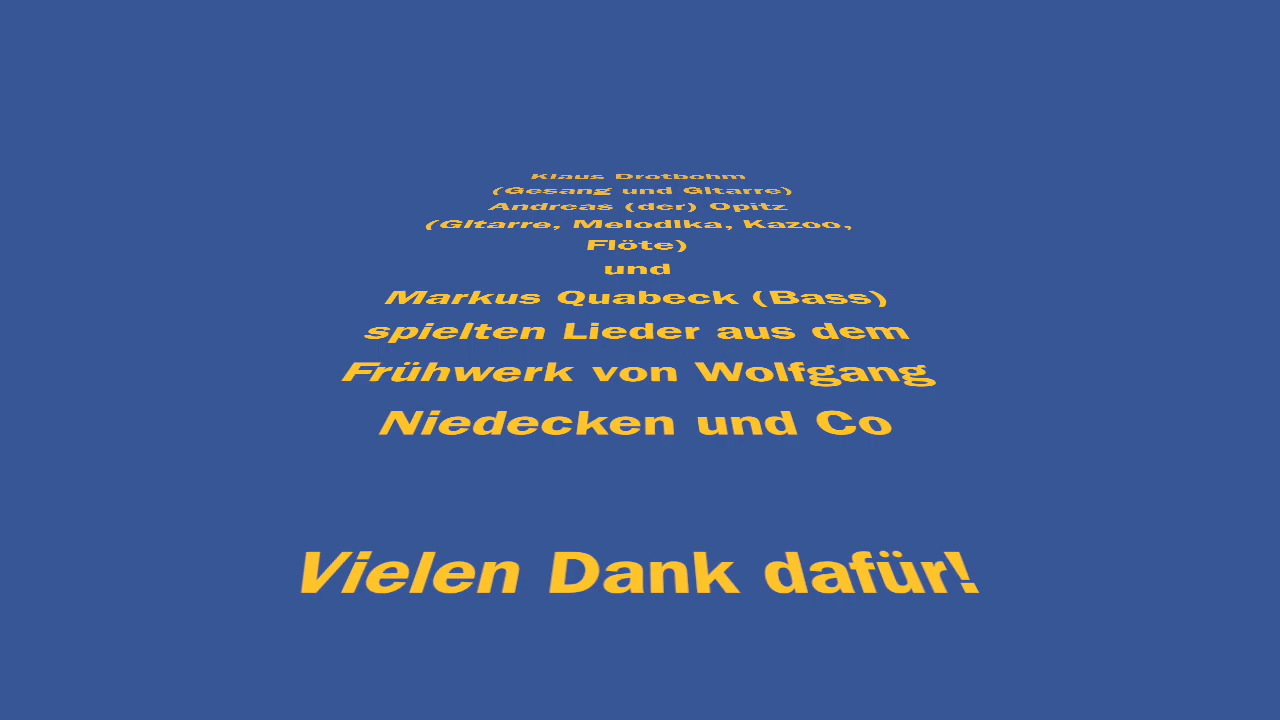 Klaus Drotbohm
(Gesang und Gitarre)
Andreas (der) Opitz
(Gitarre, Melodika, Kazoo,
Flöte)
und
Markus Quabeck (Bass)
spielten Lieder aus dem
Frühwerk von Wolfgang
Niedecken und Co
Vielen Dank dafür!